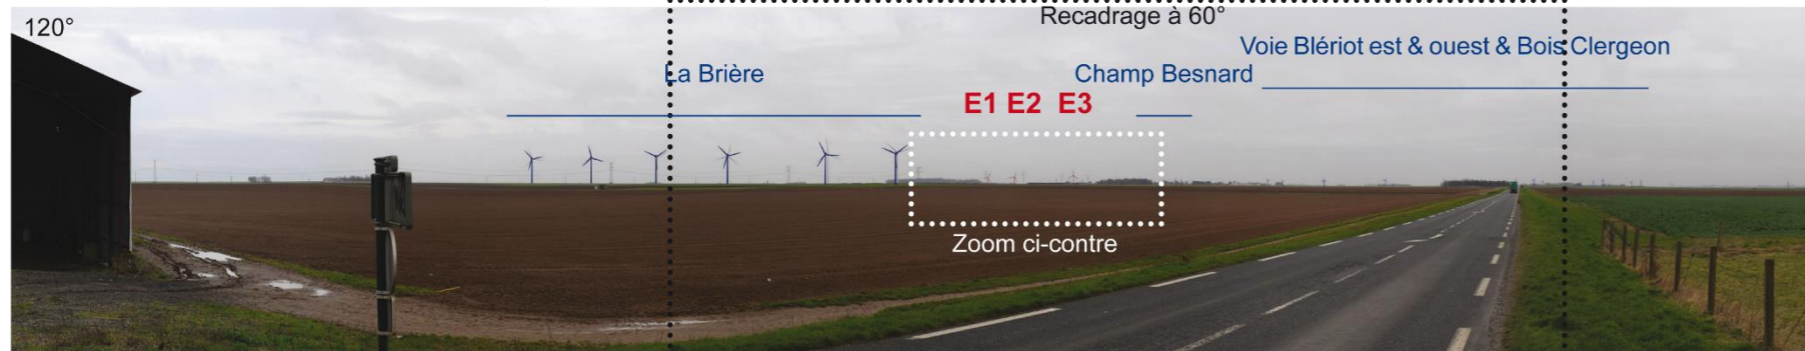 120°
Recadrage à 60°
Voie Blériot est & ouest & Bois Clergeon
La Brière
Champ Besnard
E1 E2 E3
Zoom ci-contre